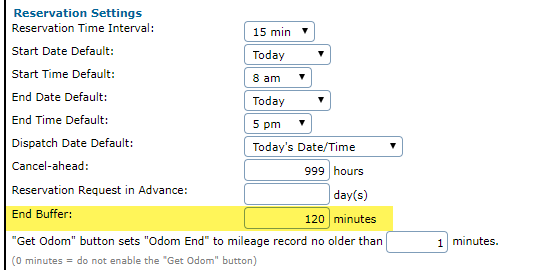 Reservation Settings
Reservation Time Interval: 15 min ▼
Start Date Default: Today ▼
Start Time Default: 8 am ▼
End Date Default: Today ▼
End Time Default: 5 pm ▼
Dispatch Date Default: Today's Date/Time ▼
Cancel-ahead: 999 hours
Reservation Request in Advance: day(s)
End Buffer: 120 minutes
"Get Odom" button sets "Odom End" to mileage record no older than 1 minutes.
(0 minutes = do not enable the "Get Odom" button)